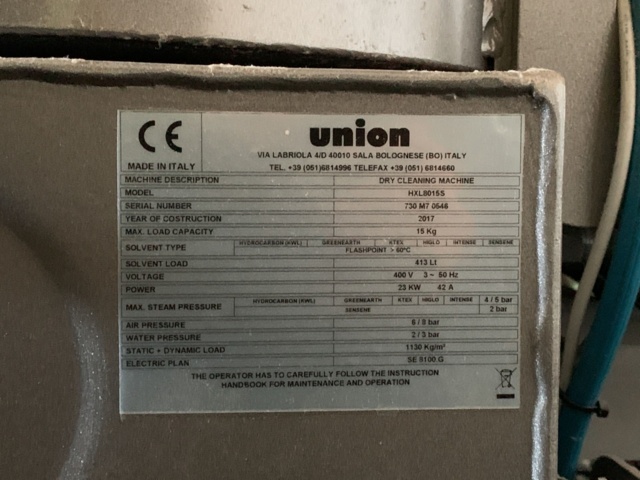 CE
MADE IN ITALY
union
VIA LABRIOLA 4/D 40010 SALA BOLOGNESE (BO) ITALY
TEL. +39 (051)6814996 TELEFAX +39 (051) 6814660
MACHINE DESCRIPTION DRY CLEANING MACHINE
MODEL HXL8015S
SERIAL NUMBER 730 M7 0546
YEAR OF COSTRUCTION 2017
MAX. LOAD CAPACITY 15 Kg
SOLVENT TYPE HYDROCARBON (KWL) GREENEARTH KTEX HIGLO INTENSE SENSENE
FLASHPOINT > 60°C
SOLVENT LOAD 413 Lt
VOLTAGE 400 V 3 ~ 50 Hz
POWER 23 KW 42 A
MAX. STEAM PRESSURE HYDROCARBON (KWL) GREENEARTH KTEX HIGLO INTENSE 4 / 5 bar
SENSENE 2 bar
AIR PRESSURE 6 / 8 bar
WATER PRESSURE 2 / 3 bar
STATIC + DYNAMIC LOAD 1130 Kg/m²
ELECTRIC PLAN SE 8100 G
THE OPERATOR HAS TO CAREFULLY FOLLOW THE INSTRUCTION
HANDBOOK FOR MAINTENANCE AND OPERATION